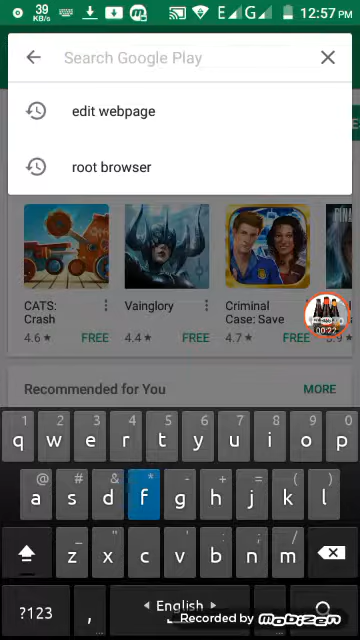 39
KB/s
E G 12:57PM
Search Google Play
edit webpage
root browser
CATS:
Crash
4.6 ★ FREE
Vainglory
4.4 ★ FREE
Criminal
Case: Save
4.7 ★ FREE
00:22
Recommended for You MORE
1 2 3 4 5 6 7 8 9 0
q w e r t y u i o p
@ # & * - + = ( )
a s d f g h j k l
_ " ' : ; /
z x c v b n m
?123 , English
Recorded by MOBIZEN